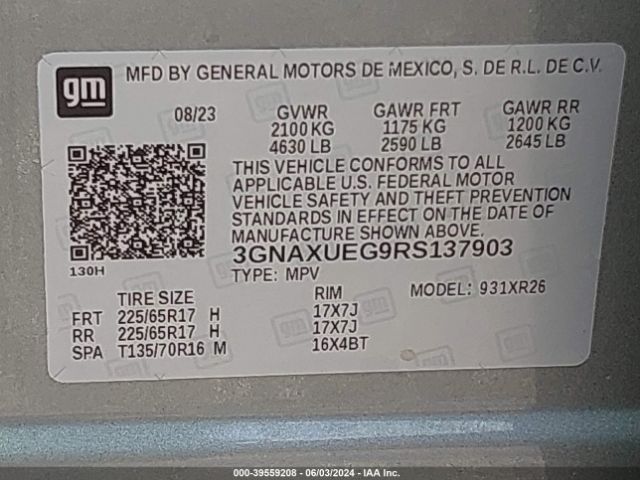 gm
MFD BY GENERAL MOTORS DE MEXICO, S. DE R.L. DE C.V.
08/23 GVWR GAWR FRT GAWR RR
2100 KG 1175 KG 1200 KG
4630 LB 2590 LB 2645 LB
THIS VEHICLE CONFORMS TO ALL
APPLICABLE U.S. FEDERAL MOTOR
VEHICLE SAFETY AND THEFT PREVENTION
STANDARDS IN EFFECT ON THE DATE OF
MANUFACTURE SHOWN ABOVE.
3GNAXUEG9RS137903
130H
TYPE: MPV
MODEL: 931XR26
TIRE SIZE RIM
FRT 225/65R17 H 17X7J
RR 225/65R17 H 17X7J
SPA T135/70R16 M 16X4BT
000-39559208 - 06/03/2024 - IAA Inc.